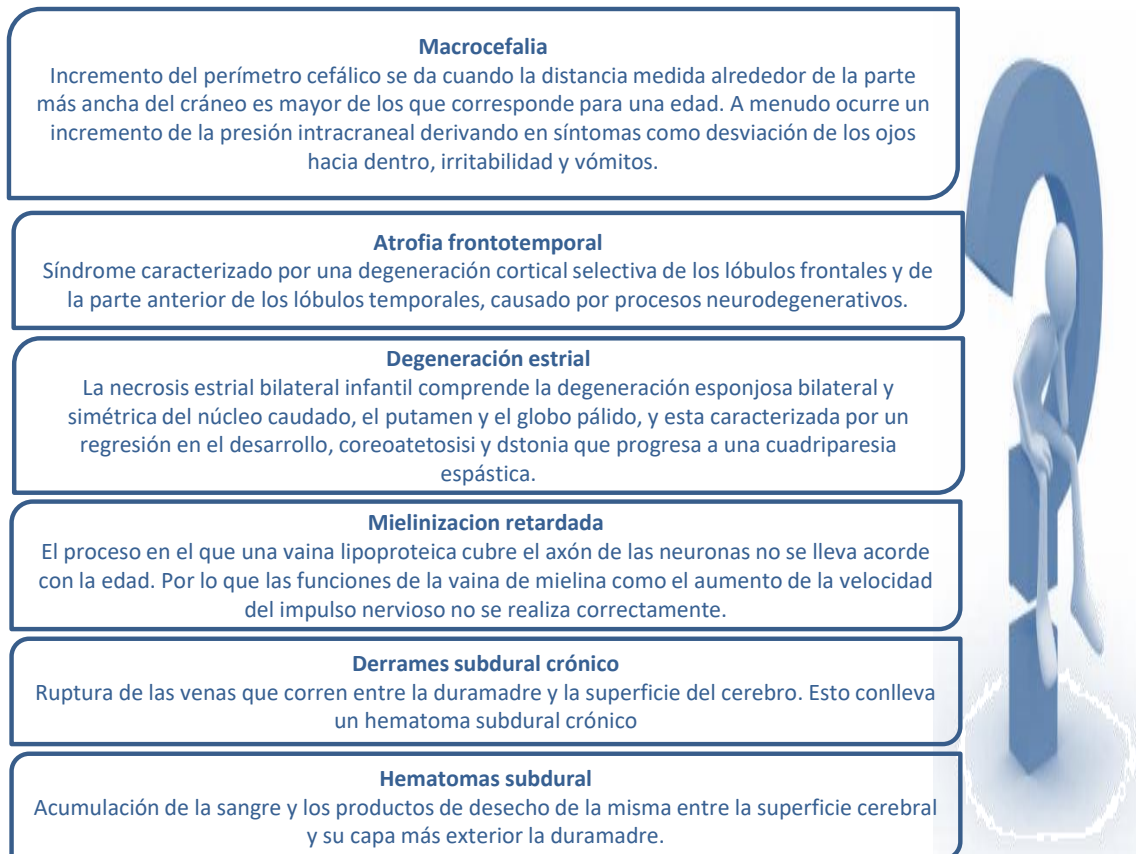 Macrocefalia
Incremento del perímetro cefálico se da cuando la distancia medida alrededor de la parte
más ancha del cráneo es mayor de los que corresponde para una edad. A menudo ocurre un
incremento de la presión intracraneal derivando en síntomas como desviación de los ojos
hacia dentro, irritabilidad y vómitos.
Atrofia frontotemporal
Síndrome caracterizado por una degeneración cortical selectiva de los lóbulos frontales y de
la parte anterior de los lóbulos temporales, causado por procesos neurodegenerativos.
Degeneración estrial
La necrosis estrial bilateral infantil comprende la degeneración esponjosa bilateral y
simétrica del núcleo caudado, el putamen y el globo pálido, y esta caracterizada por un
regresión en el desarrollo, coreoatetosisi y dstonia que progresa a una cuadriparesia
espástica.
Mielinizacion retardada
El proceso en el que una vaina lipoproteica cubre el axón de las neuronas no se lleva acorde
con la edad. Por lo que las funciones de la vaina de mielina como el aumento de la velocidad
del impulso nervioso no se realiza correctamente.
Derrames subdural crónico
Ruptura de las venas que corren entre la duramadre y la superficie del cerebro. Esto conlleva
un hematoma subdural crónico
Hematomas subdural
Acumulación de la sangre y los productos de desecho de la misma entre la superficie cerebral
y su capa más exterior la duramadre.